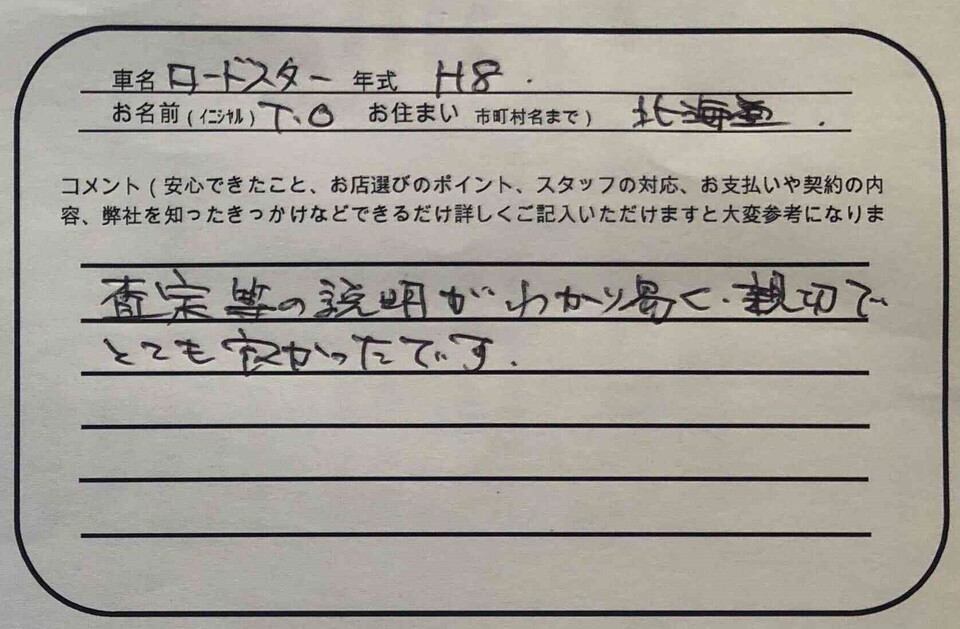 車名 ロードスター 年式 H8.
お名前(イニシャル) T.O お住まい 市町村名まで) 北海道.
コメント(安心できたこと、お店選びのポイント、スタッフの対応、お支払いや契約の内
容、弊社を知ったきっかけなどできるだけ詳しくご記入いただけますと大変参考になりま
査定等の説明がわかり易く、親切で
とても良かったです.